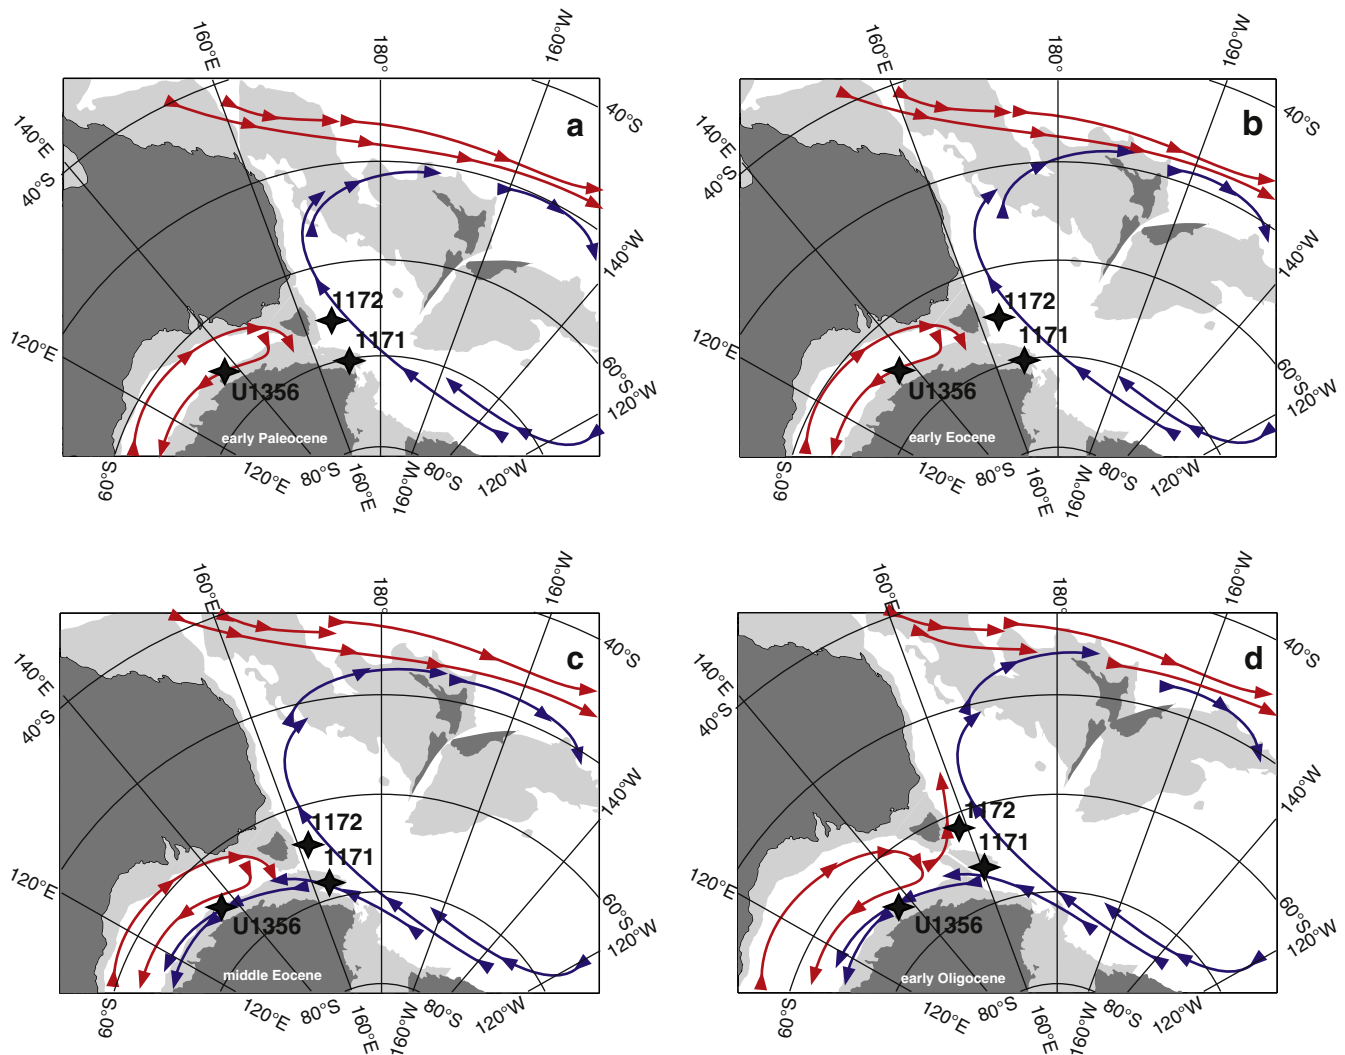 160°E
180°
160°W
a
140°E
40°S
40°S
1172
1171
140°W
120°E
U1356
60°S
120°W
early Paleocene
60°S
120°E
80°S
160°E
160°W
80°S
120°W
160°E
180°
160°W
b
140°E
40°S
40°S
1172
1171
140°W
120°E
U1356
60°S
120°W
early Eocene
60°S
120°E
80°S
160°E
160°W
80°S
120°W
160°E
180°
160°W
c
140°E
40°S
40°S
1172
1171
140°W
120°E
U1356
60°S
120°W
middle Eocene
60°S
120°E
80°S
160°E
160°W
80°S
120°W
160°E
180°
160°W
d
140°E
40°S
40°S
1172
1171
140°W
120°E
U1356
60°S
120°W
early Oligocene
60°S
120°E
80°S
160°E
160°W
80°S
120°W